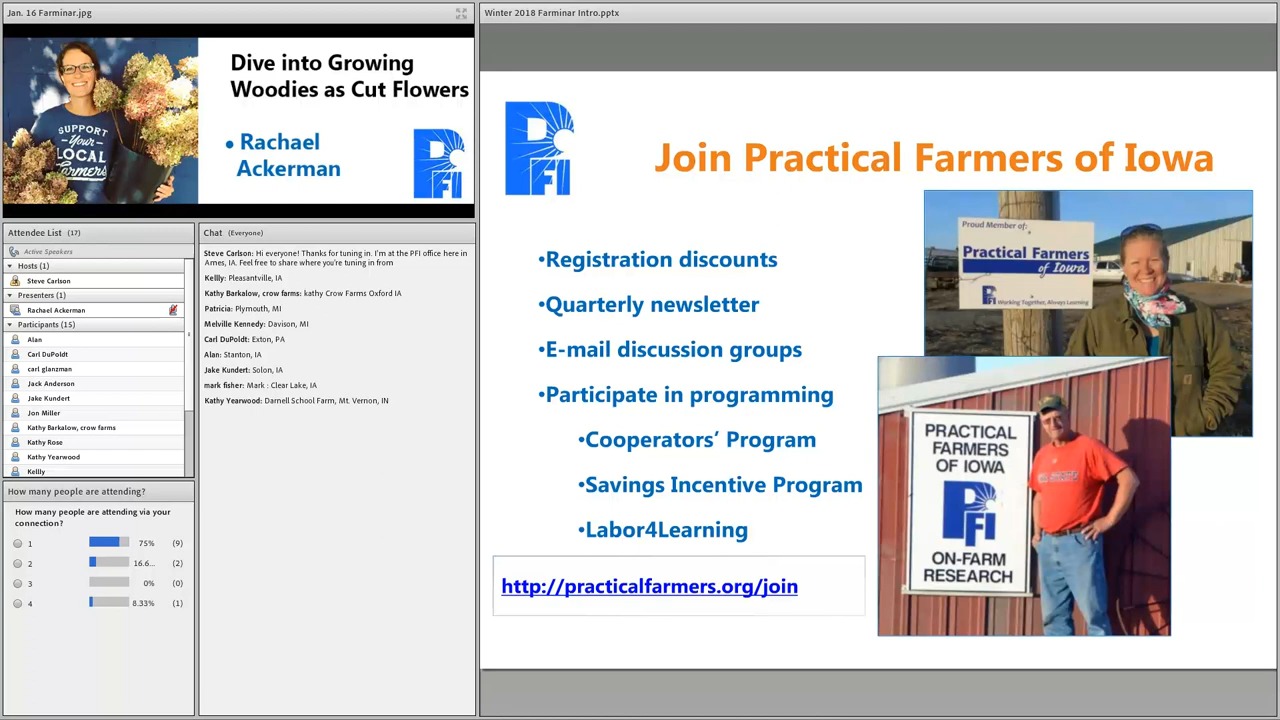 Jan. 16 Farminar.jpg
Dive into Growing
Woodies as Cut Flowers
• Rachael
Ackerman
PFI
SUPPORT
Your
LOCAL
Farmers
Attendee List (17)
Active Speakers
Hosts (1)
Steve Carlson
Presenters (1)
Rachael Ackerman
Participants (15)
Alan
Carl DuPoldt
carl glanzman
Jack Anderson
Jake Kundert
Jon Miller
Kathy Barkalow, crow farms
Kathy Rose
Kathy Yearwood
Kellly
Chat (Everyone)
Steve Carlson: Hi everyone! Thanks for tuning in. I'm at the PFI office here in
Ames, IA. Feel free to share where you're tuning in from
Kellly: Pleasantville, IA
Kathy Barkalow, crow farms: kathy Crow Farms Oxford IA
Patricia: Plymouth, MI
Melville Kennedy: Davison, MI
Carl DuPoldt: Exton, PA
Alan: Stanton, IA
Jake Kundert: Solon, IA
mark fisher: Mark : Clear Lake, IA
Kathy Yearwood: Darnell School Farm, Mt. Vernon, IN
How many people are attending?
How many people are attending via your
connection?
1 75% (9)
2 16.6... (2)
3 0% (0)
4 8.33% (1)
Winter 2018 Farminar Intro.pptx
PFI
Join Practical Farmers of Iowa
•Registration discounts
•Quarterly newsletter
•E-mail discussion groups
•Participate in programming
•Cooperators’ Program
•Savings Incentive Program
•Labor4Learning
http://practicalfarmers.org/join
Proud Member of:
Practical Farmers
of Iowa
PFI
Working Together, Always Learning
PRACTICAL
FARMERS
OF IOWA
PFI
ON-FARM
RESEARCH